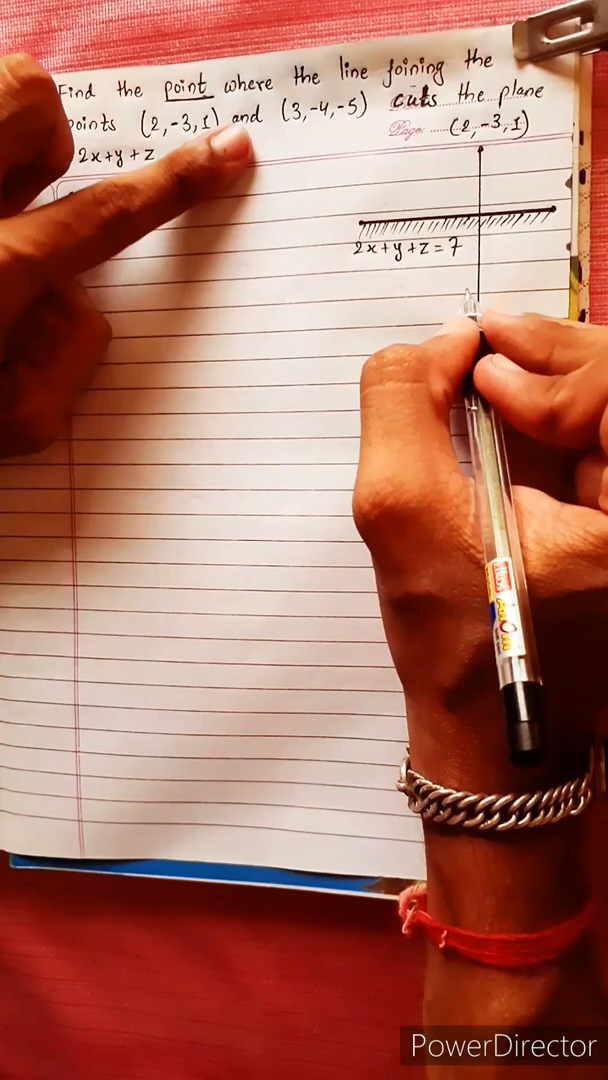 Find the point where the line joining the
points (2,-3,1) and (3,-4,-5) cuts the plane
2x+y+z
Page: (2,-3,1)
2x+y+z=7
PowerDirector